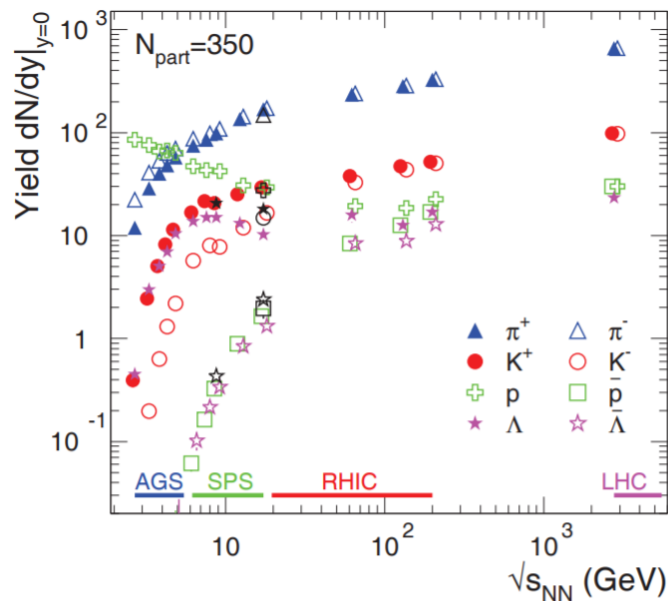 Yield dN/dy|y=0
N_part=350
10³
10²
10
1
10⁻¹
π⁺ π⁻
K⁺ K⁻
p p̄
Λ Λ̄
AGS SPS RHIC LHC
10 10² 10³
√s_NN (GeV)